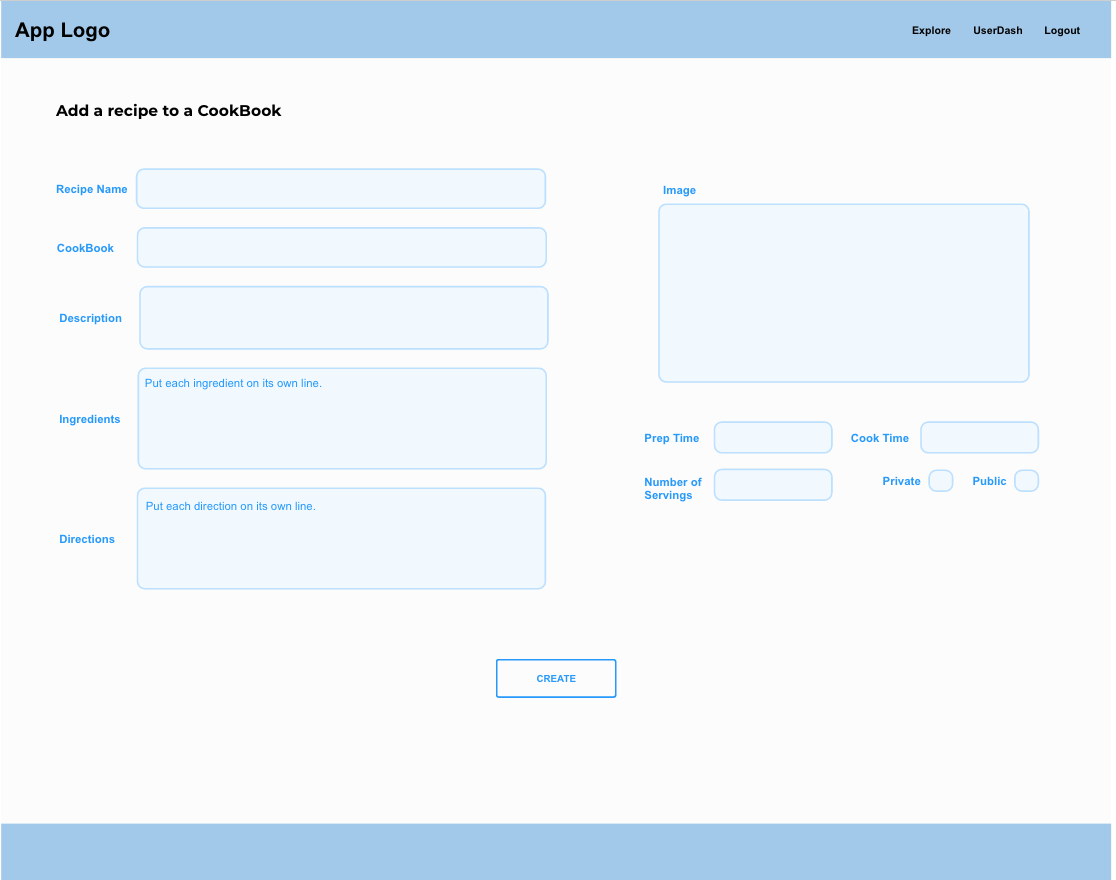 App Logo
Explore
UserDash
Logout
Add a recipe to a CookBook
Recipe Name
CookBook
Description
Ingredients
Put each ingredient on its own line.
Directions
Put each direction on its own line.
Image
Prep Time
Cook Time
Number of
Servings
Private
Public
CREATE